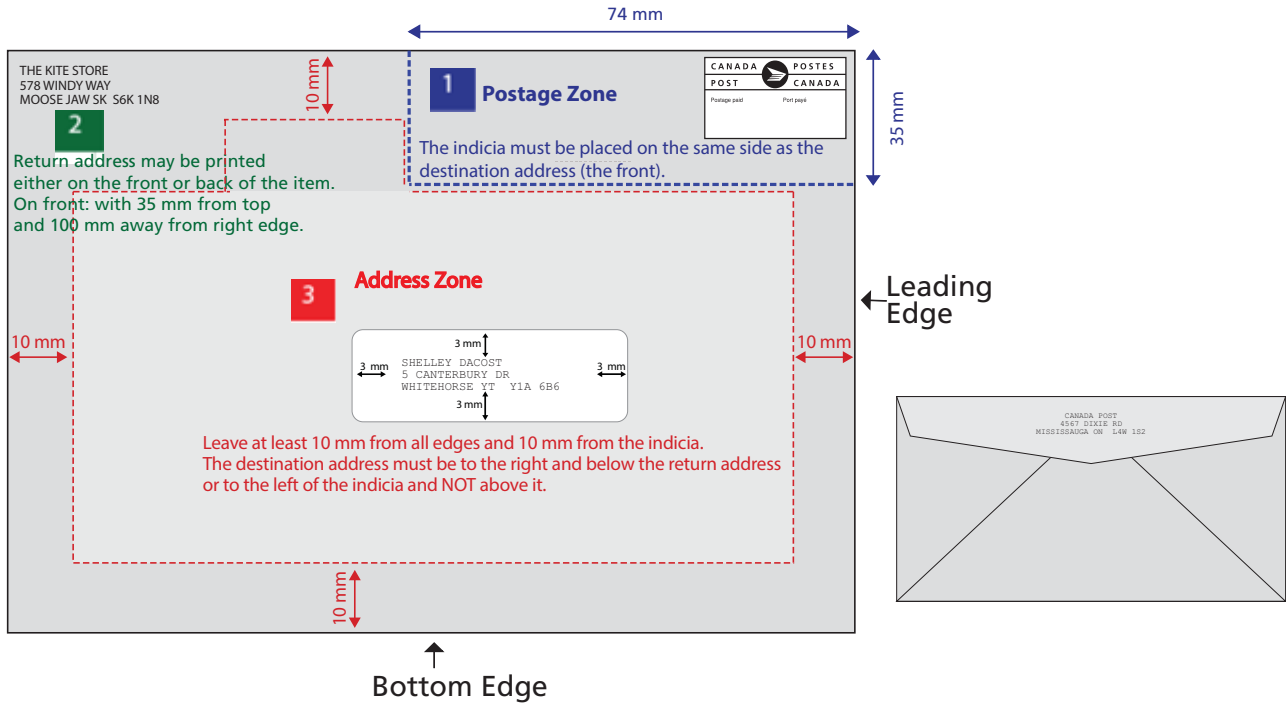 74 mm
THE KITE STORE
578 WINDY WAY
MOOSE JAW SK  S6K 1N8
10 mm
1
Postage Zone
CANADA POSTES
POST CANADA
Postage paid Port payé
35 mm
The indicia must be placed on the same side as the
destination address (the front).
2
Return address may be printed
either on the front or back of the item.
On front: with 35 mm from top
and 100 mm away from right edge.
3
Address Zone
Leading
Edge
10 mm
10 mm
3 mm
3 mm
3 mm
SHELLEY DACOST
5 CANTERBURY DR
WHITEHORSE YT  Y1A 6B6
3 mm
Leave at least 10 mm from all edges and 10 mm from the indicia.
The destination address must be to the right and below the return address
or to the left of the indicia and NOT above it.
10 mm
Bottom Edge
CANADA POST
4567 DIXIE RD
MISSISSAUGA ON  L4W 1S2